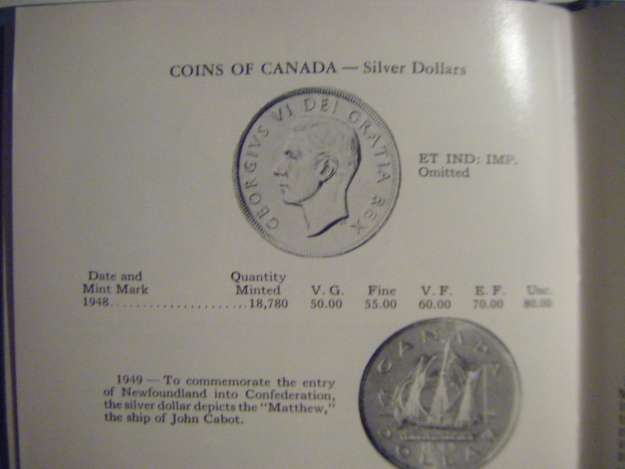 COINS OF CANADA — Silver Dollars
GEORGIVS VI DEI GRATIA REX
ET IND: IMP.
Omitted
Date and Quantity
Mint Mark Minted V. G. Fine V. F. E. F. Unc.
1948..................... 18,780 50.00 55.00 60.00 70.00 80.00
1949 — To commemorate the entry
of Newfoundland into Confederation,
the silver dollar depicts the "Matthew,"
the ship of John Cabot.
CANADA
DOLLAR